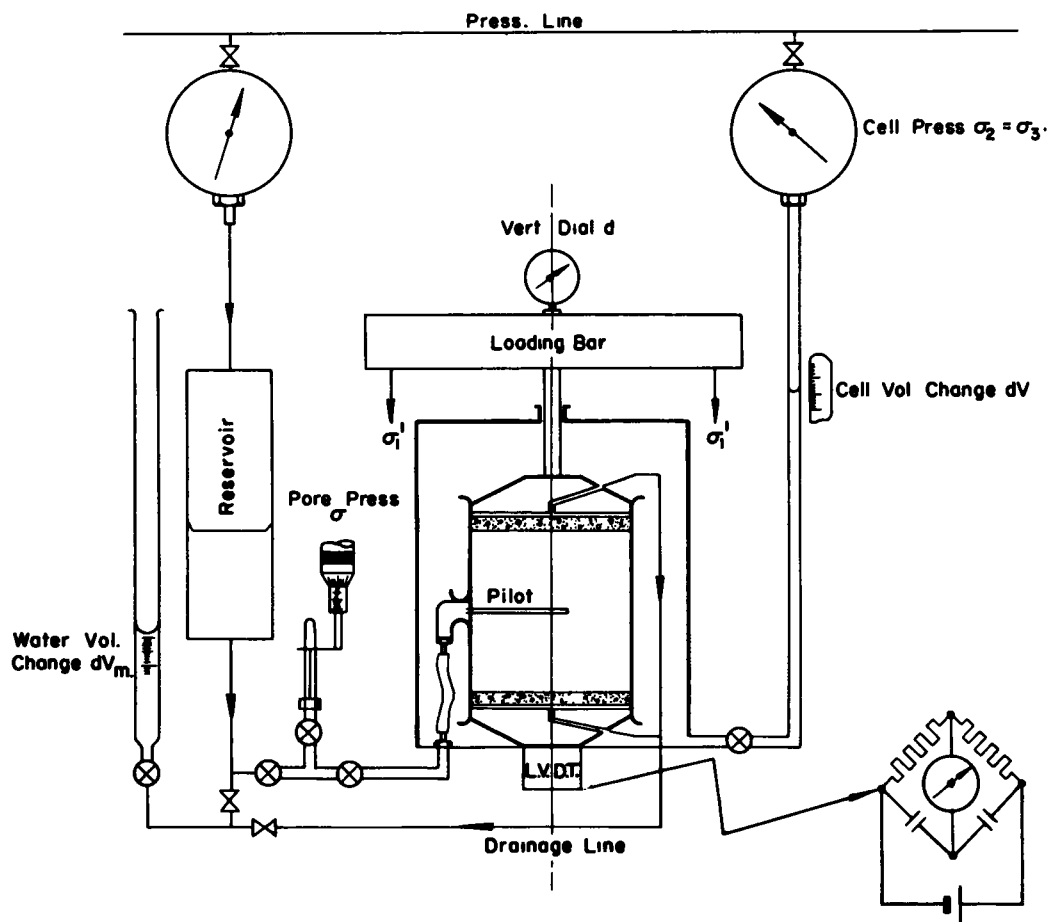 Press. Line
Cell Press σ2 = σ3.
Vert Dial d
Loading Bar
Cell Vol Change dV
σ1'
σ1'
Reservoir
Pore Press
σ
Pilot
Water Vol.
Change dVm.
L.V.D.T.
Drainage Line